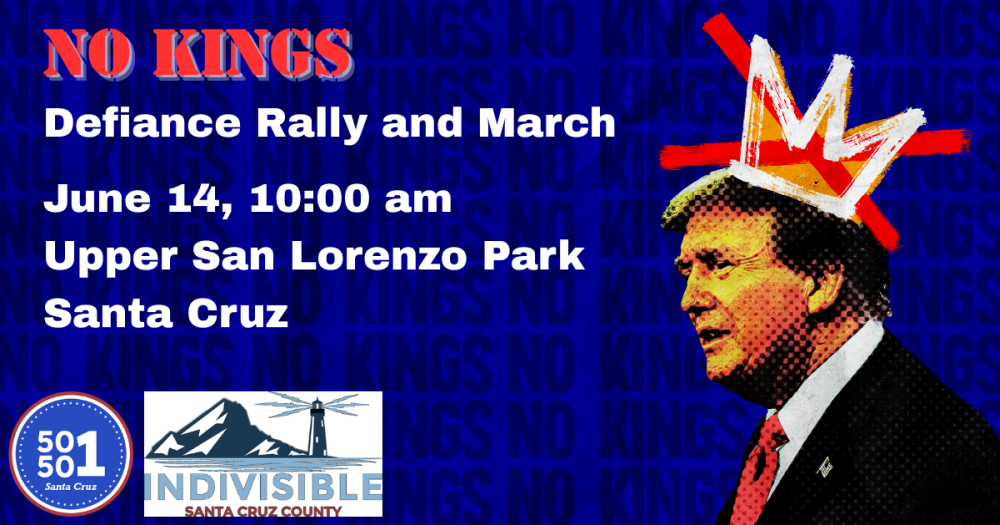 NO KINGS
Defiance Rally and March
June 14, 10:00 am
Upper San Lorenzo Park
Santa Cruz
50
50
1
Santa Cruz
INDIVISIBLE
SANTA CRUZ COUNTY